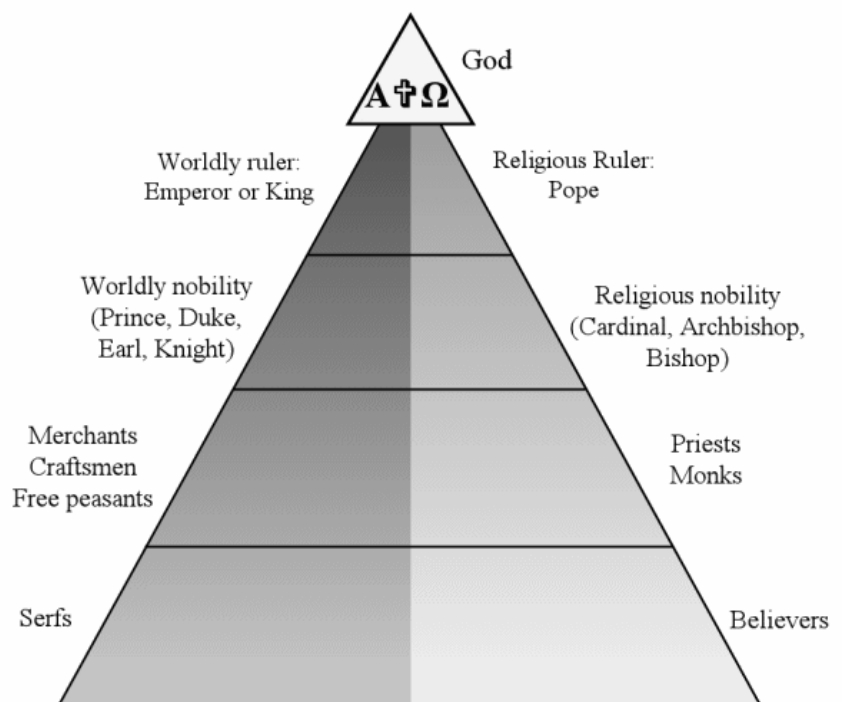 God
Α✞Ω
Worldly ruler:
Emperor or King
Religious Ruler:
Pope
Worldly nobility
(Prince, Duke,
Earl, Knight)
Religious nobility
(Cardinal, Archbishop,
Bishop)
Merchants
Craftsmen
Free peasants
Priests
Monks
Serfs
Believers